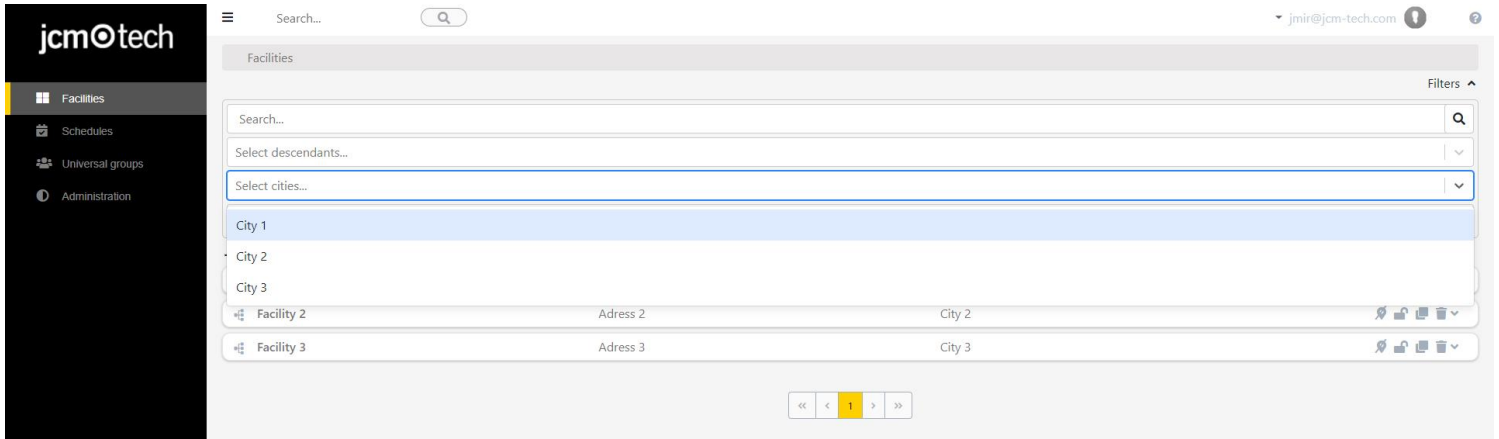 jcm tech
Search...
jmir@jcm-tech.com
Facilities
Filters
Facilities
Schedules
Universal groups
Administration
Search...
Select descendants...
Select cities...
City 1
City 2
City 3
Facility 2 Adress 2 City 2
Facility 3 Adress 3 City 3
« < 1 > »